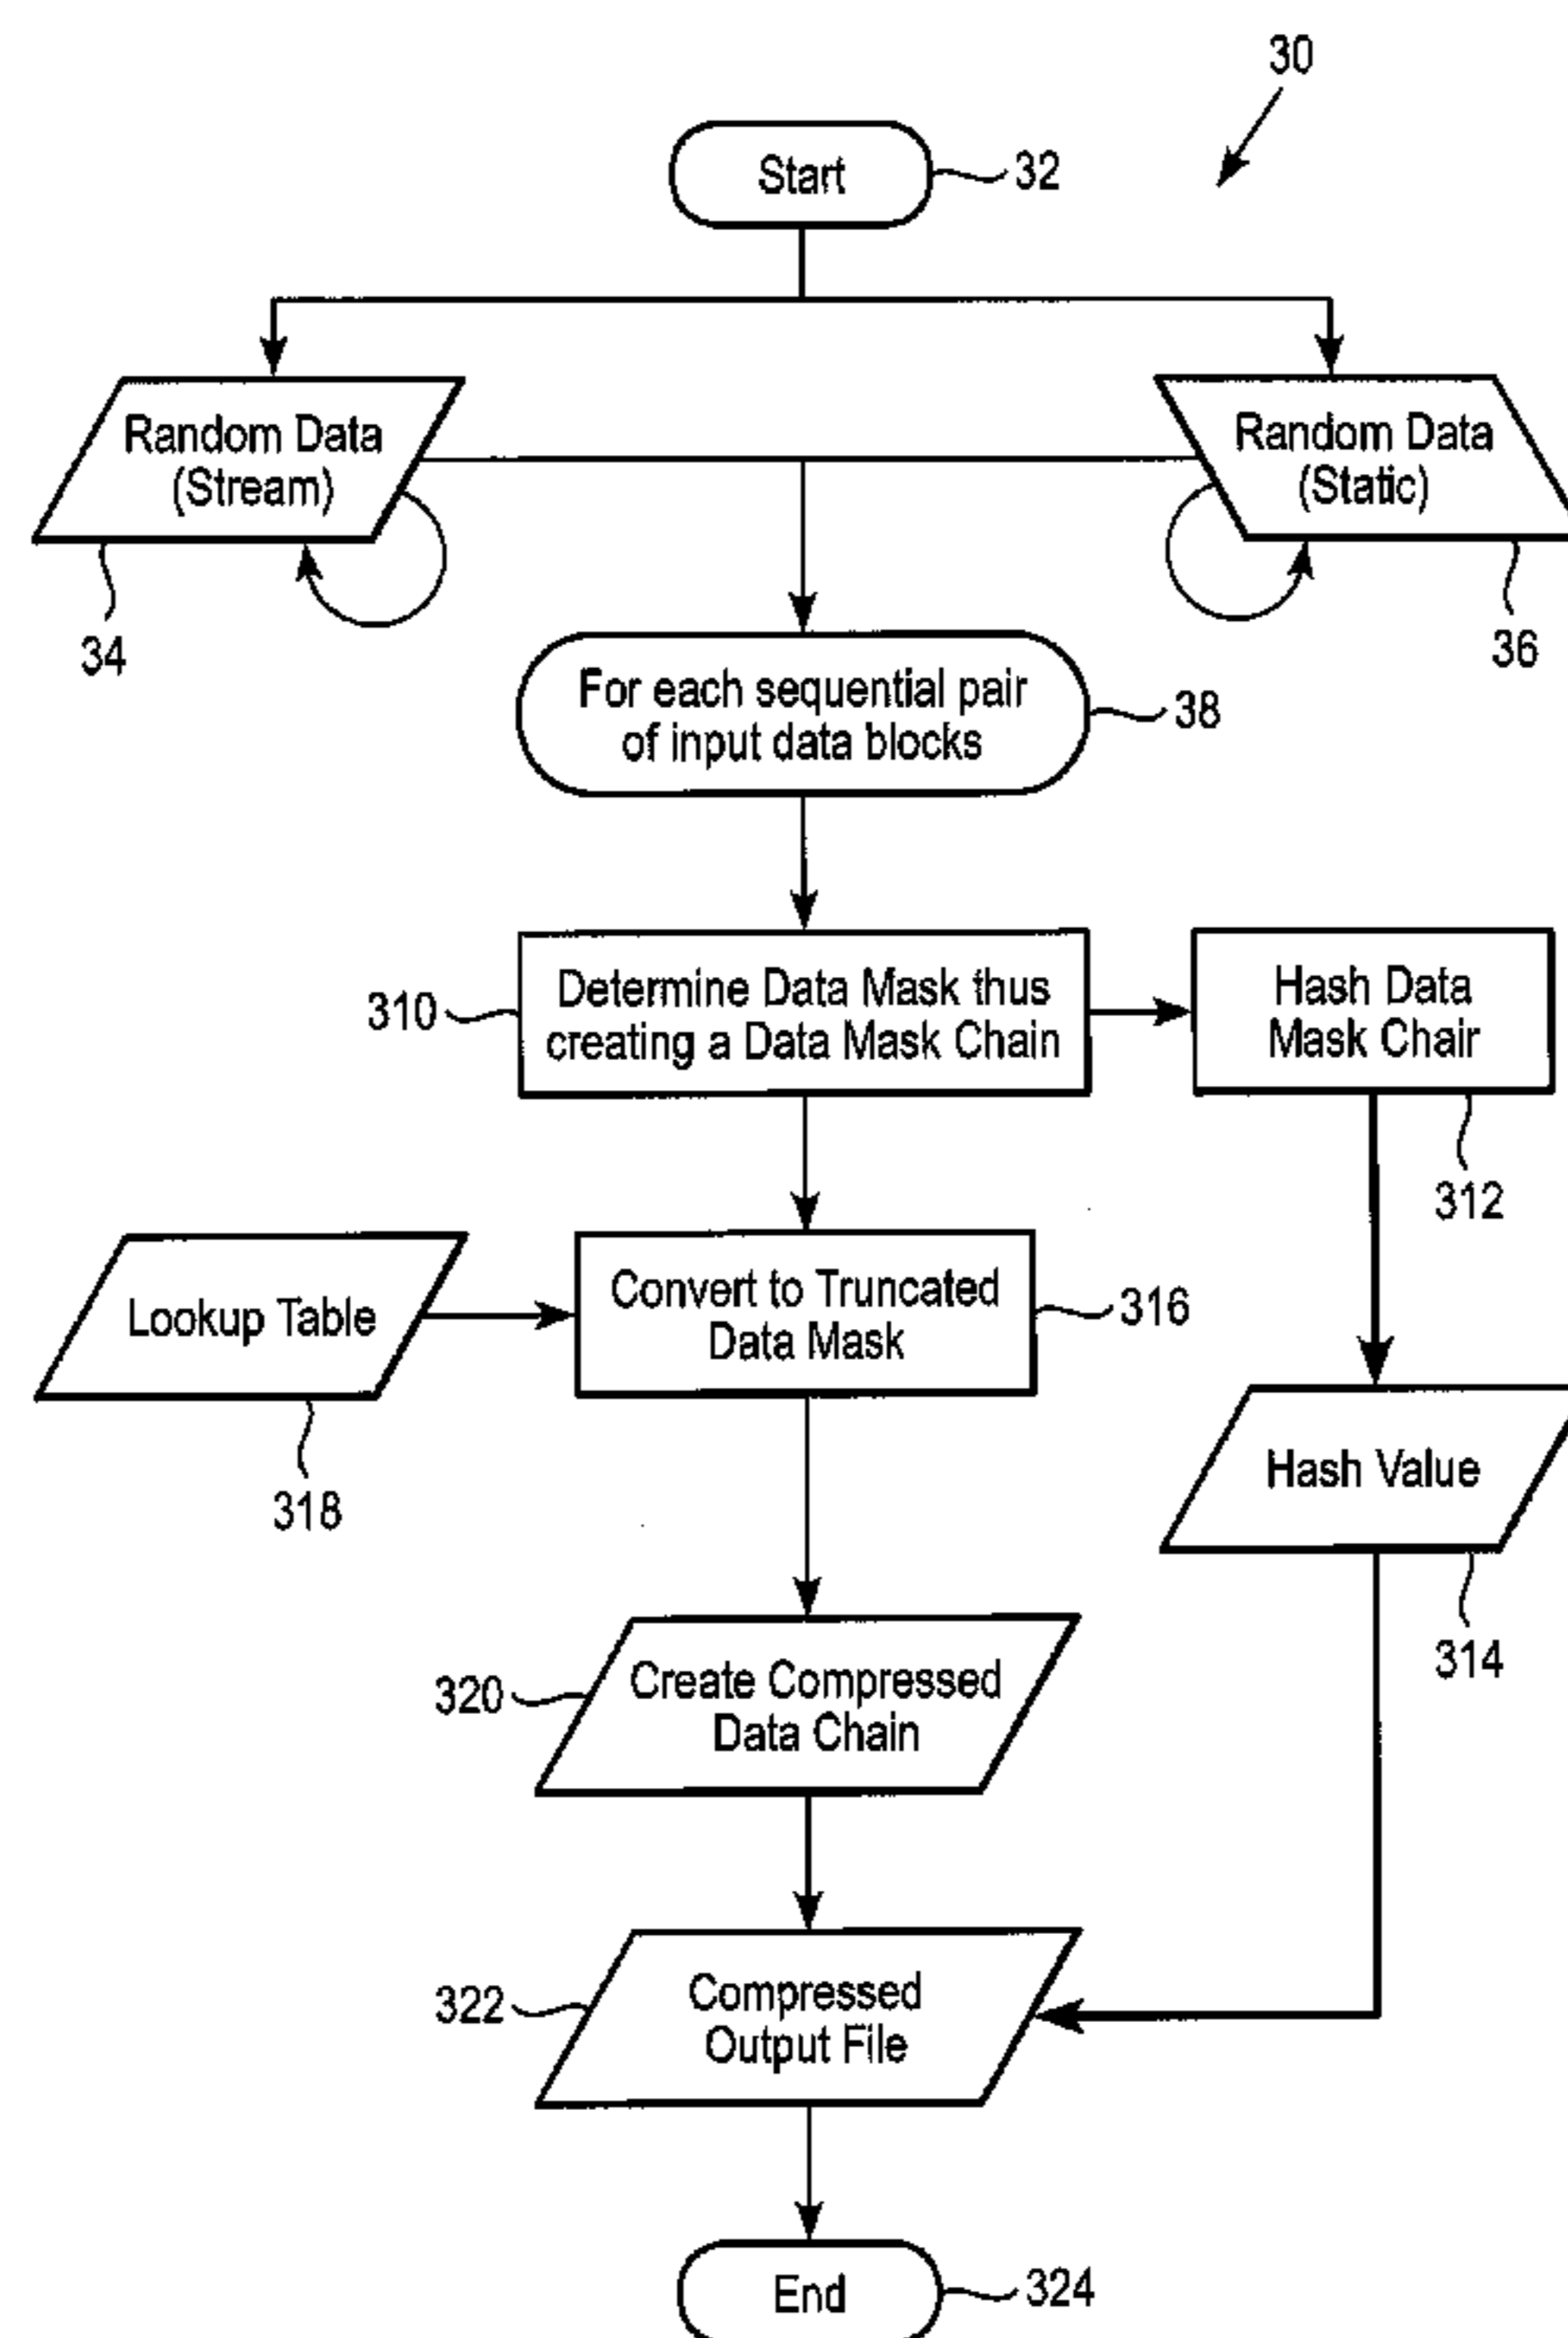 30
Start
32
Random Data
(Stream)
Random Data
(Static)
34
36
For each sequential pair
of input data blocks
38
310
Determine Data Mask thus
creating a Data Mask Chain
Hash Data
Mask Chair
312
Lookup Table
318
Convert to Truncated
Data Mask
316
Hash Value
314
320
Create Compressed
Data Chain
322
Compressed
Output File
End
324